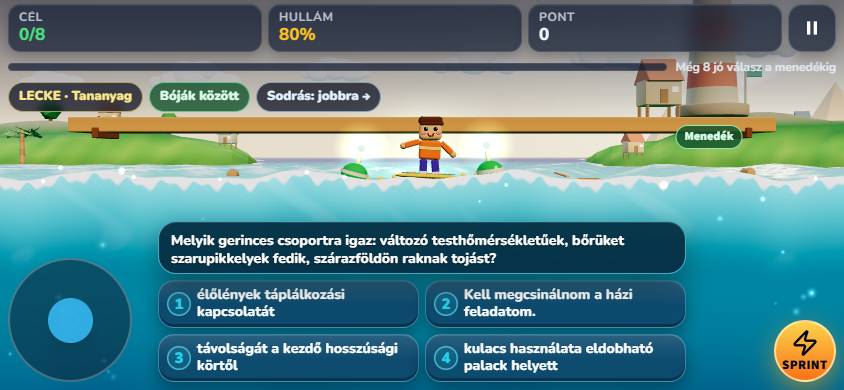 CÉL
0/8
HULLÁM
80%
PONT
0
Még 8 jó válasz a menedékig
LECKE · Tananyag
Bóják között
Sodrás: jobbra →
Menedék
Melyik gerinces csoportra igaz: változó testhőmérsékletűek, bőrüket
szarupikkelyek fedik, szárazföldön raknak tojást?
1 élőlények táplálkozási
kapcsolatát
2 Kell megcsinálnom a házi
feladatom.
3 távolságát a kezdő hosszúsági
körtől
4 kulacs használata eldobható
palack helyett
SPRINT